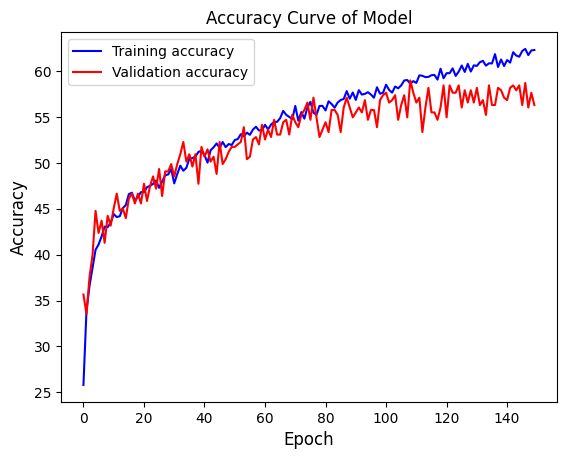 Accuracy Curve of Model
Training accuracy
Validation accuracy
Accuracy
60
55
50
45
40
35
30
25
0 20 40 60 80 100 120 140
Epoch